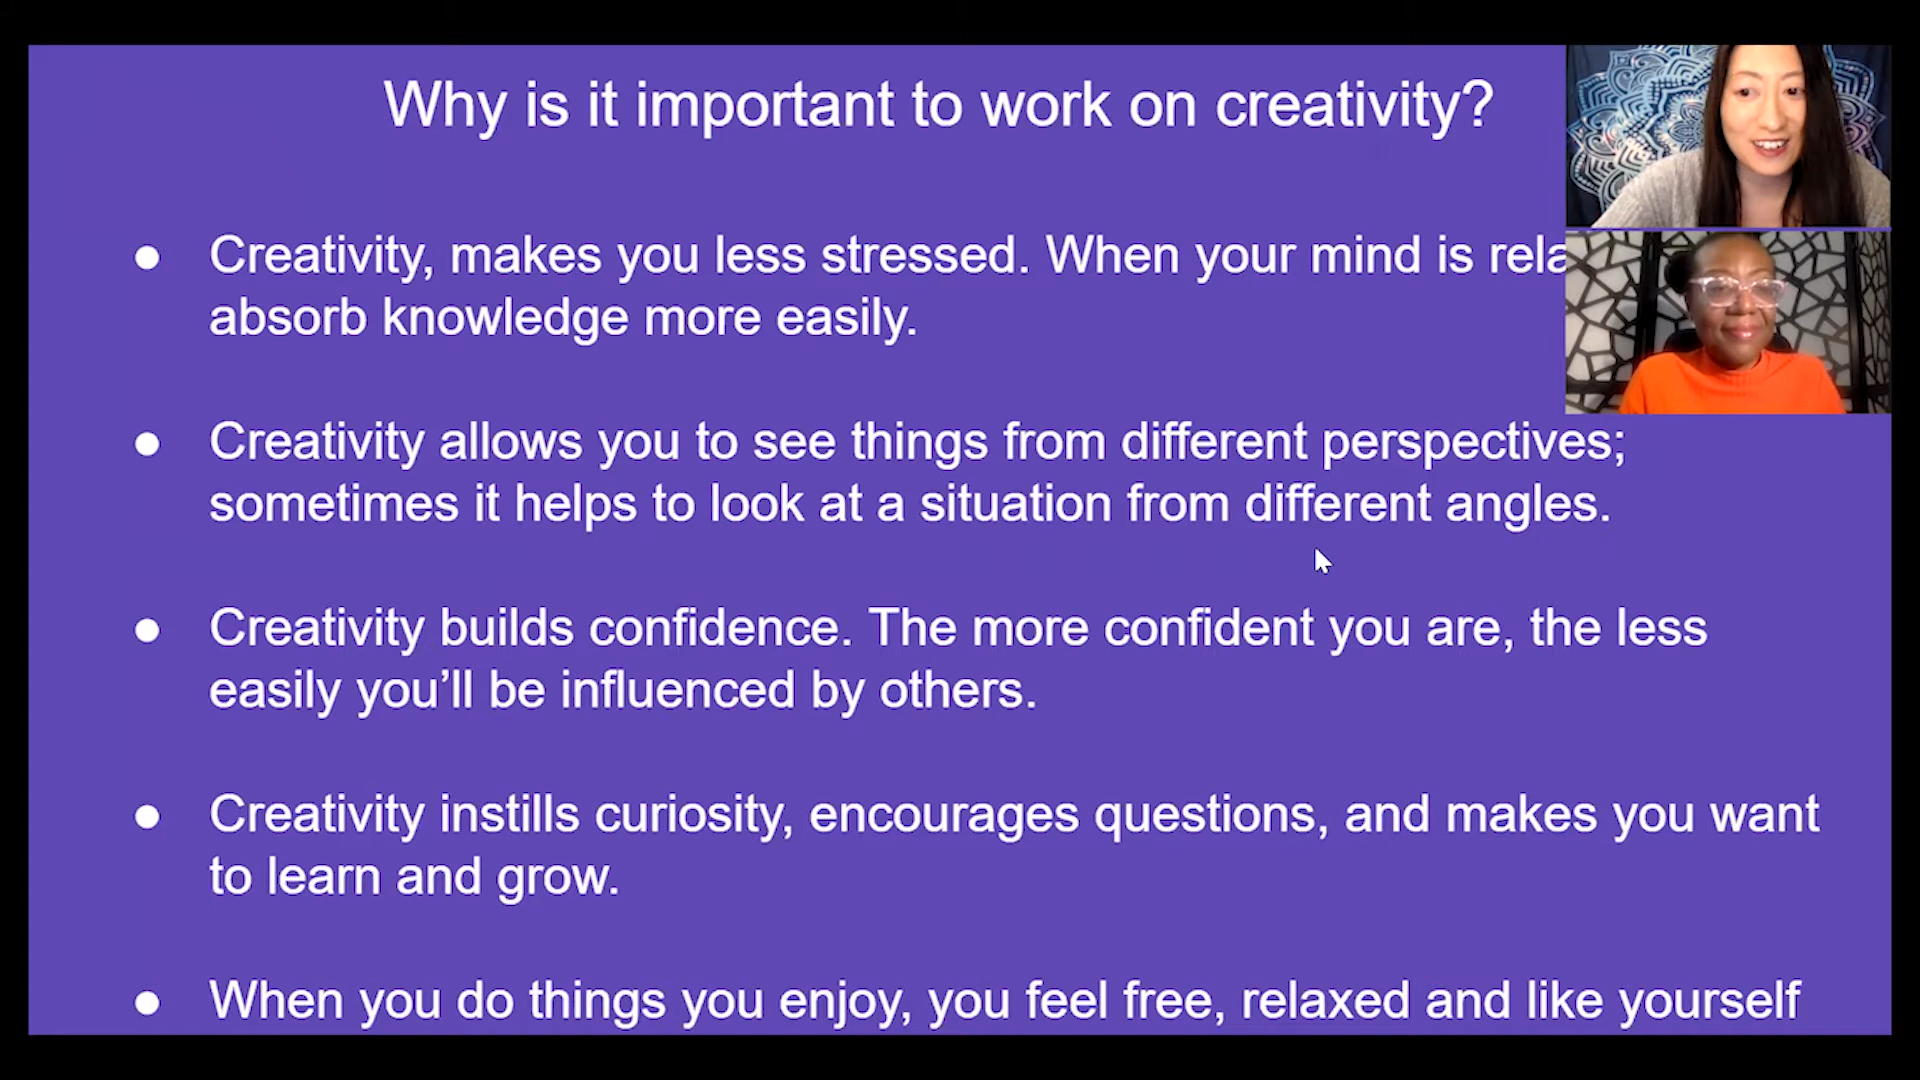 Why is it important to work on creativity?
● Creativity, makes you less stressed. When your mind is rela
absorb knowledge more easily.
● Creativity allows you to see things from different perspectives;
sometimes it helps to look at a situation from different angles.
● Creativity builds confidence. The more confident you are, the less
easily you’ll be influenced by others.
● Creativity instills curiosity, encourages questions, and makes you want
to learn and grow.
● When you do things you enjoy, you feel free, relaxed and like yourself